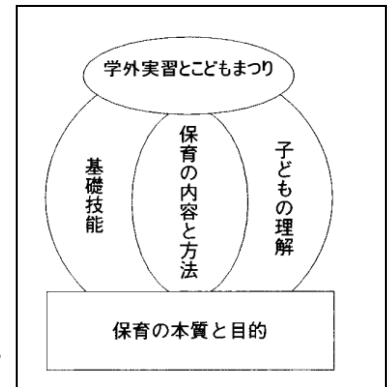 学外実習とこどもまつり
基礎技能
保育の内容と方法
子どもの理解
保育の本質と目的